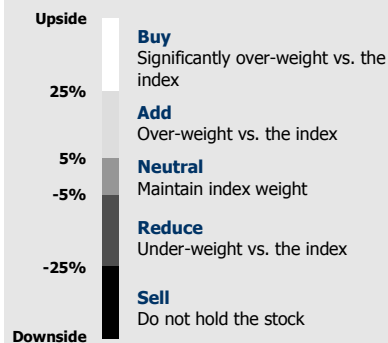 Upside
Buy
Significantly over-weight vs. the
index
25%
Add
Over-weight vs. the index
5%
Neutral
Maintain index weight
-5%
Reduce
Under-weight vs. the index
-25%
Sell
Do not hold the stock
Downside